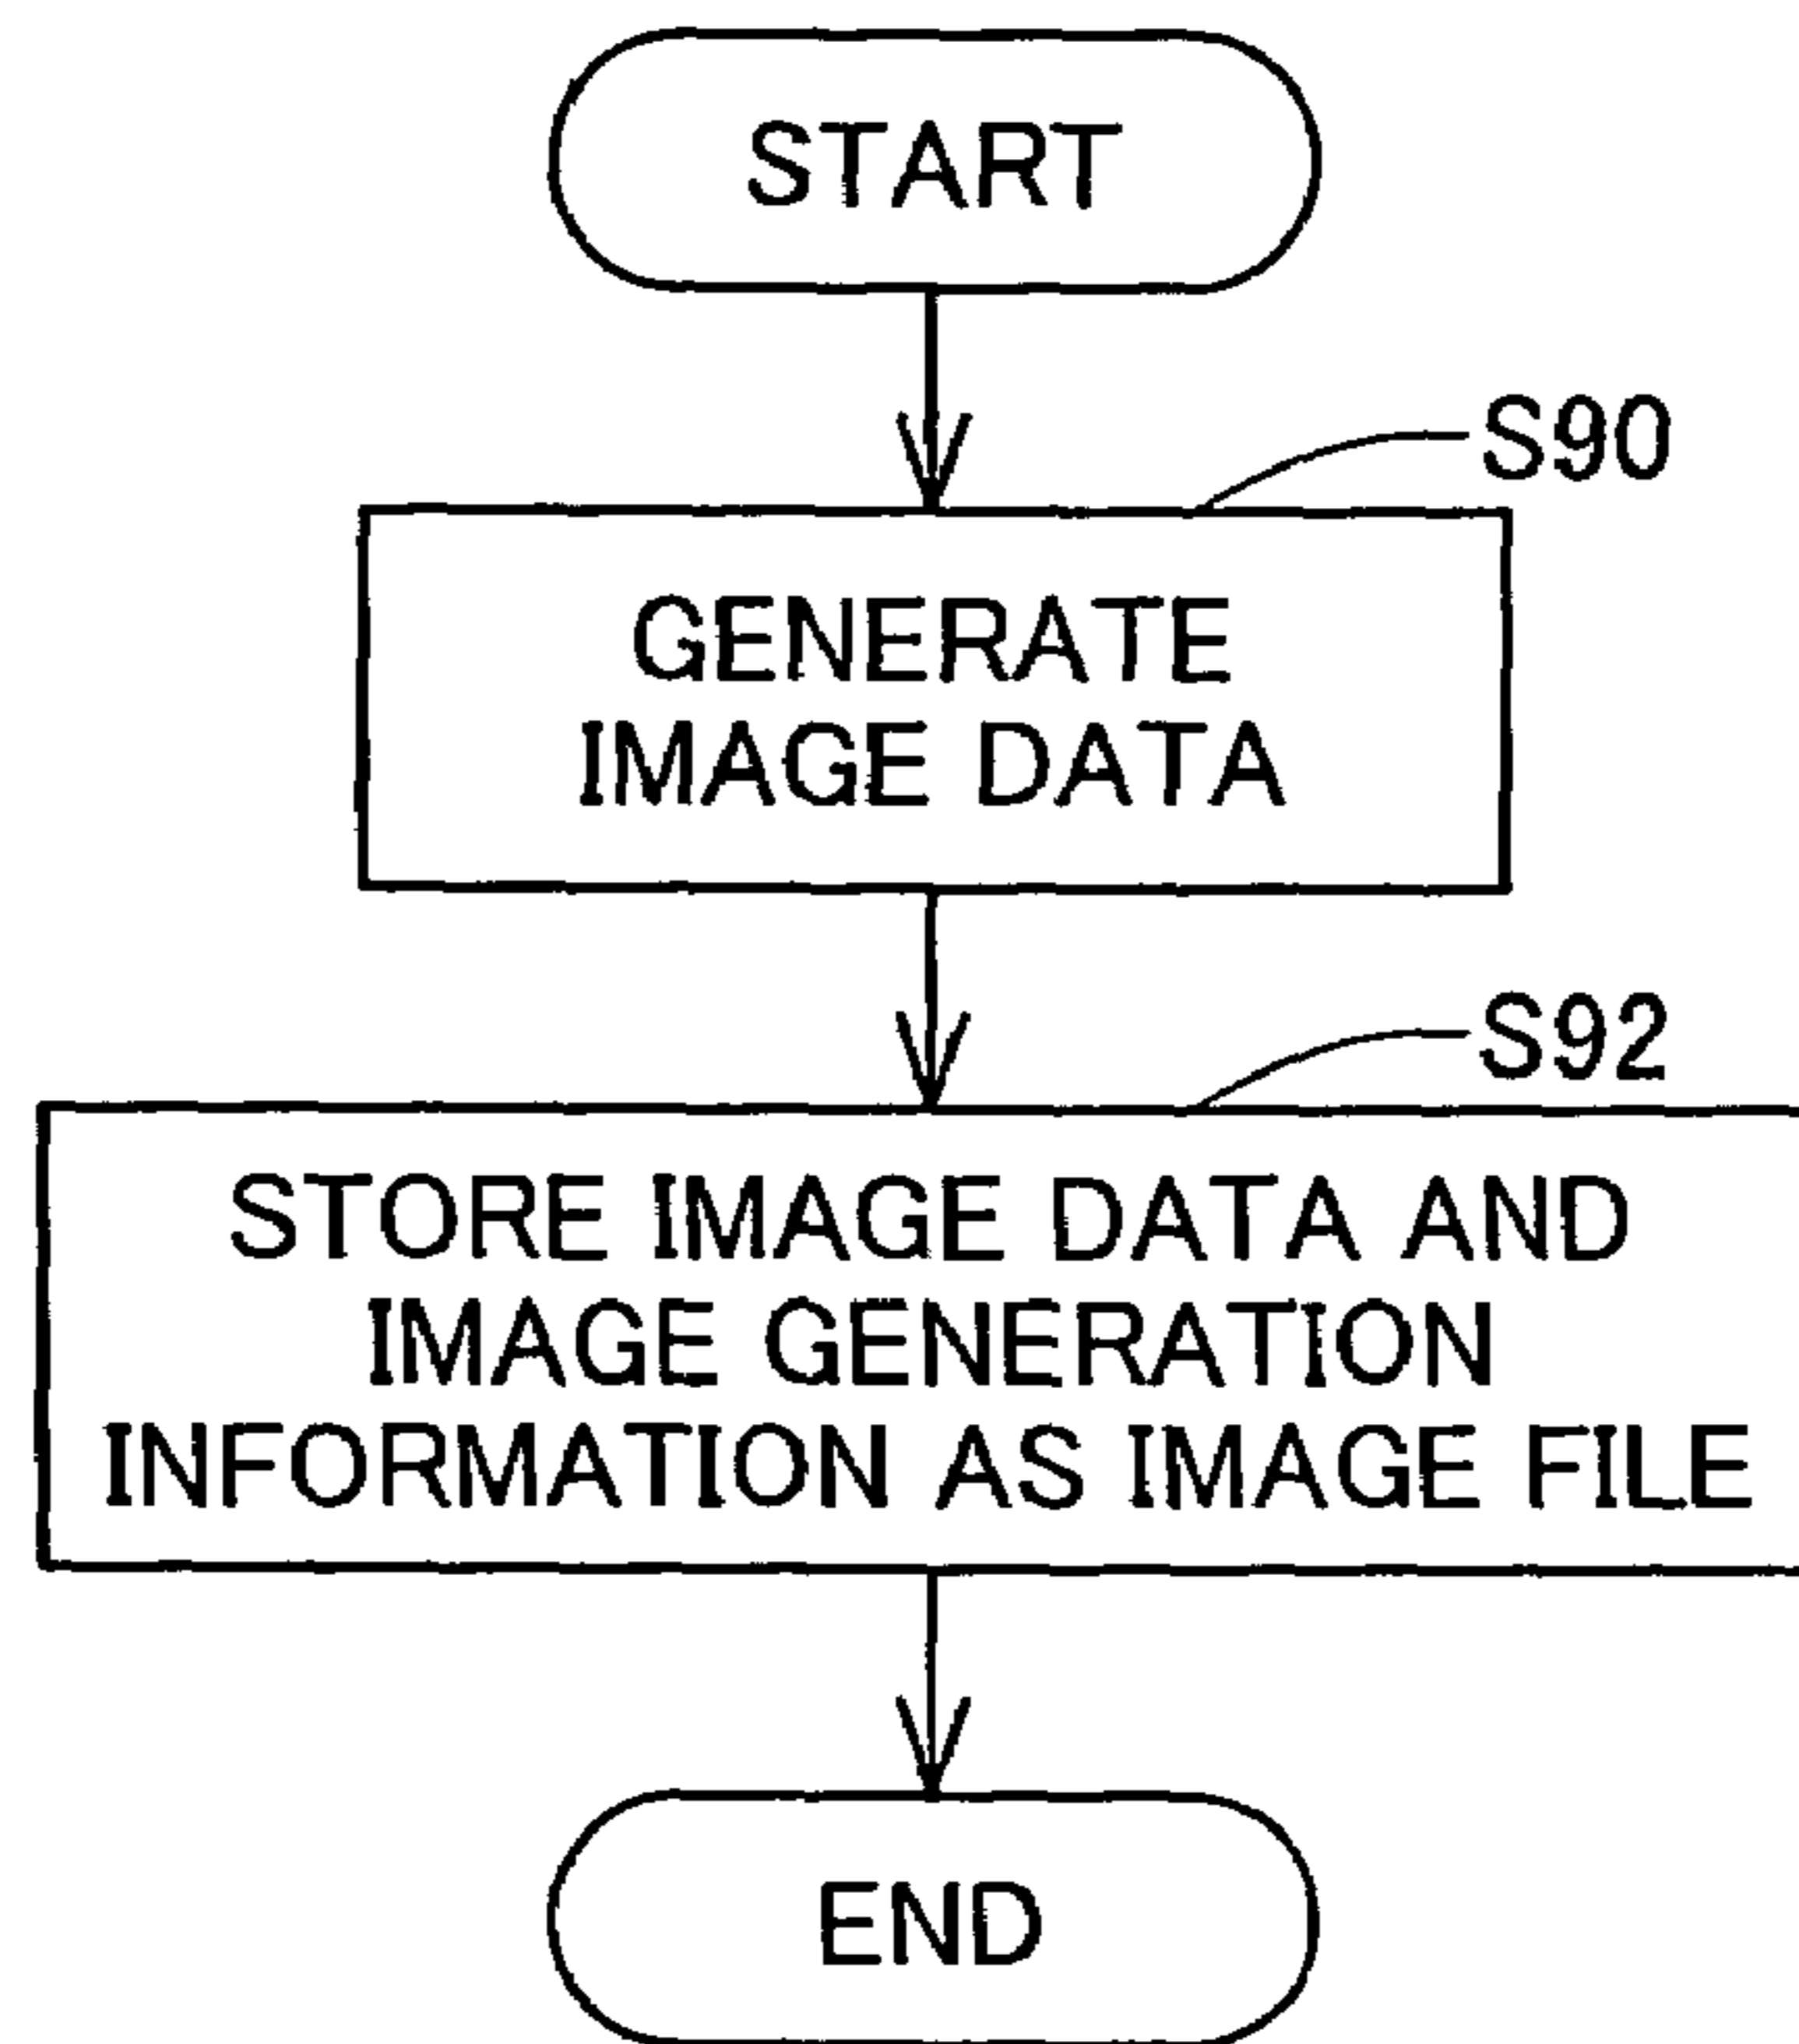 START
S90
GENERATE
IMAGE DATA
S92
STORE IMAGE DATA AND
IMAGE GENERATION
INFORMATION AS IMAGE FILE
END